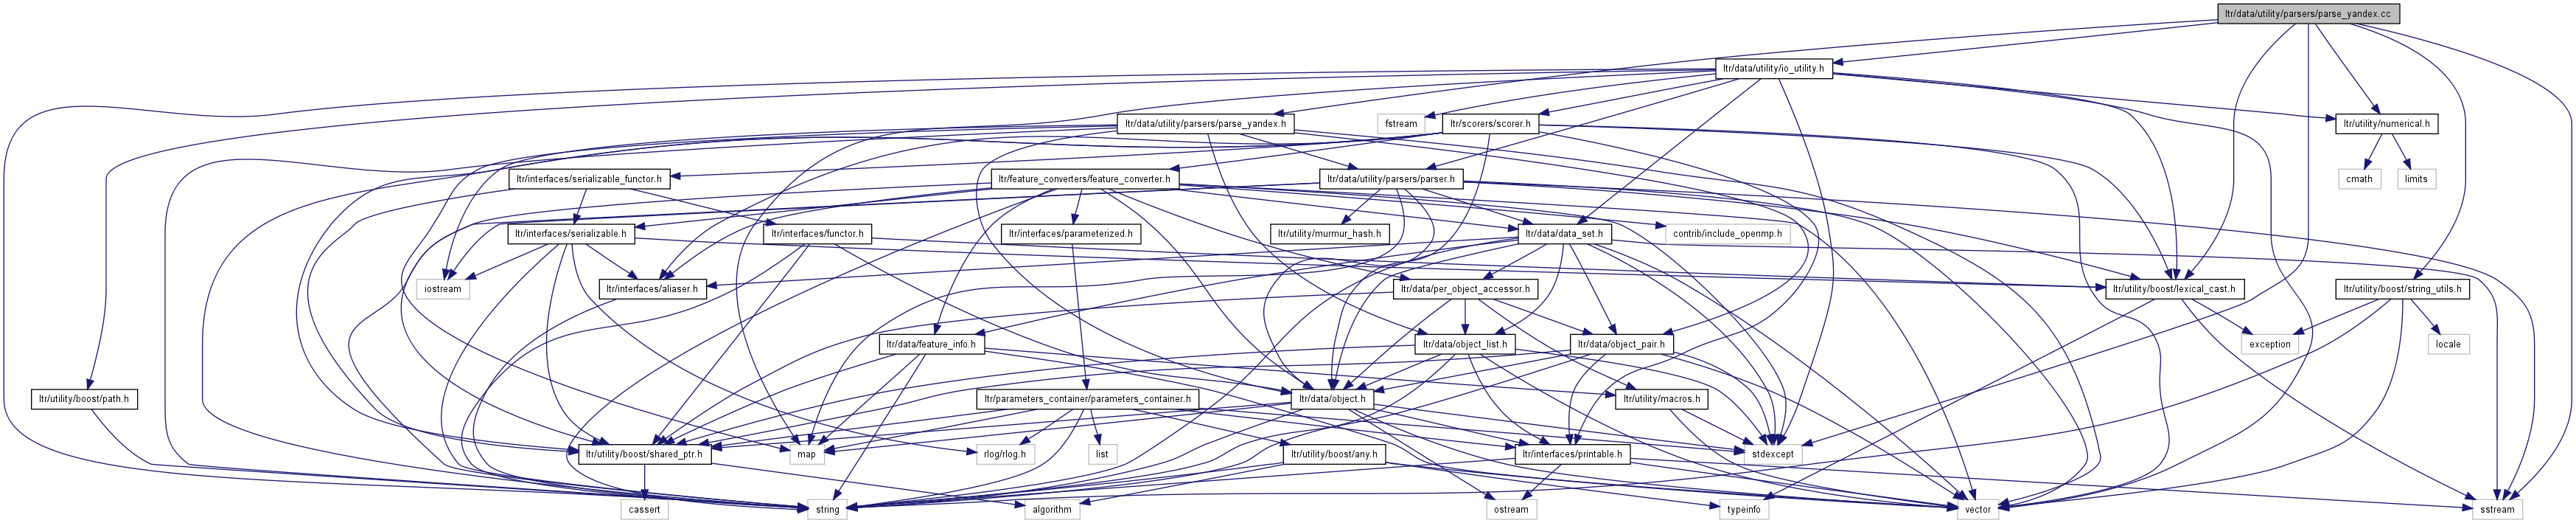 ltr/data/utility/parsers/parse_yandex.cc
ltr/data/utility/io_utility.h
ltr/data/utility/parsers/parse_yandex.h
fstream
ltr/scorers/scorer.h
ltr/utility/numerical.h
ltr/interfaces/serializable_functor.h
ltr/feature_converters/feature_converter.h
ltr/data/utility/parsers/parser.h
cmath
limits
ltr/interfaces/serializable.h
ltr/interfaces/functor.h
ltr/interfaces/parameterized.h
ltr/utility/murmur_hash.h
contrib/include_openmp.h
ltr/data/data_set.h
iostream
ltr/interfaces/aliaser.h
ltr/data/per_object_accessor.h
ltr/utility/boost/lexical_cast.h
ltr/utility/boost/string_utils.h
ltr/data/feature_info.h
ltr/data/object_list.h
ltr/data/object_pair.h
exception
locale
ltr/utility/boost/path.h
ltr/parameters_container/parameters_container.h
ltr/data/object.h
ltr/utility/macros.h
ltr/utility/boost/shared_ptr.h
map
rlog/rlog.h
list
ltr/utility/boost/any.h
ltr/interfaces/printable.h
stdexcept
cassert
string
algorithm
ostream
typeinfo
vector
sstream